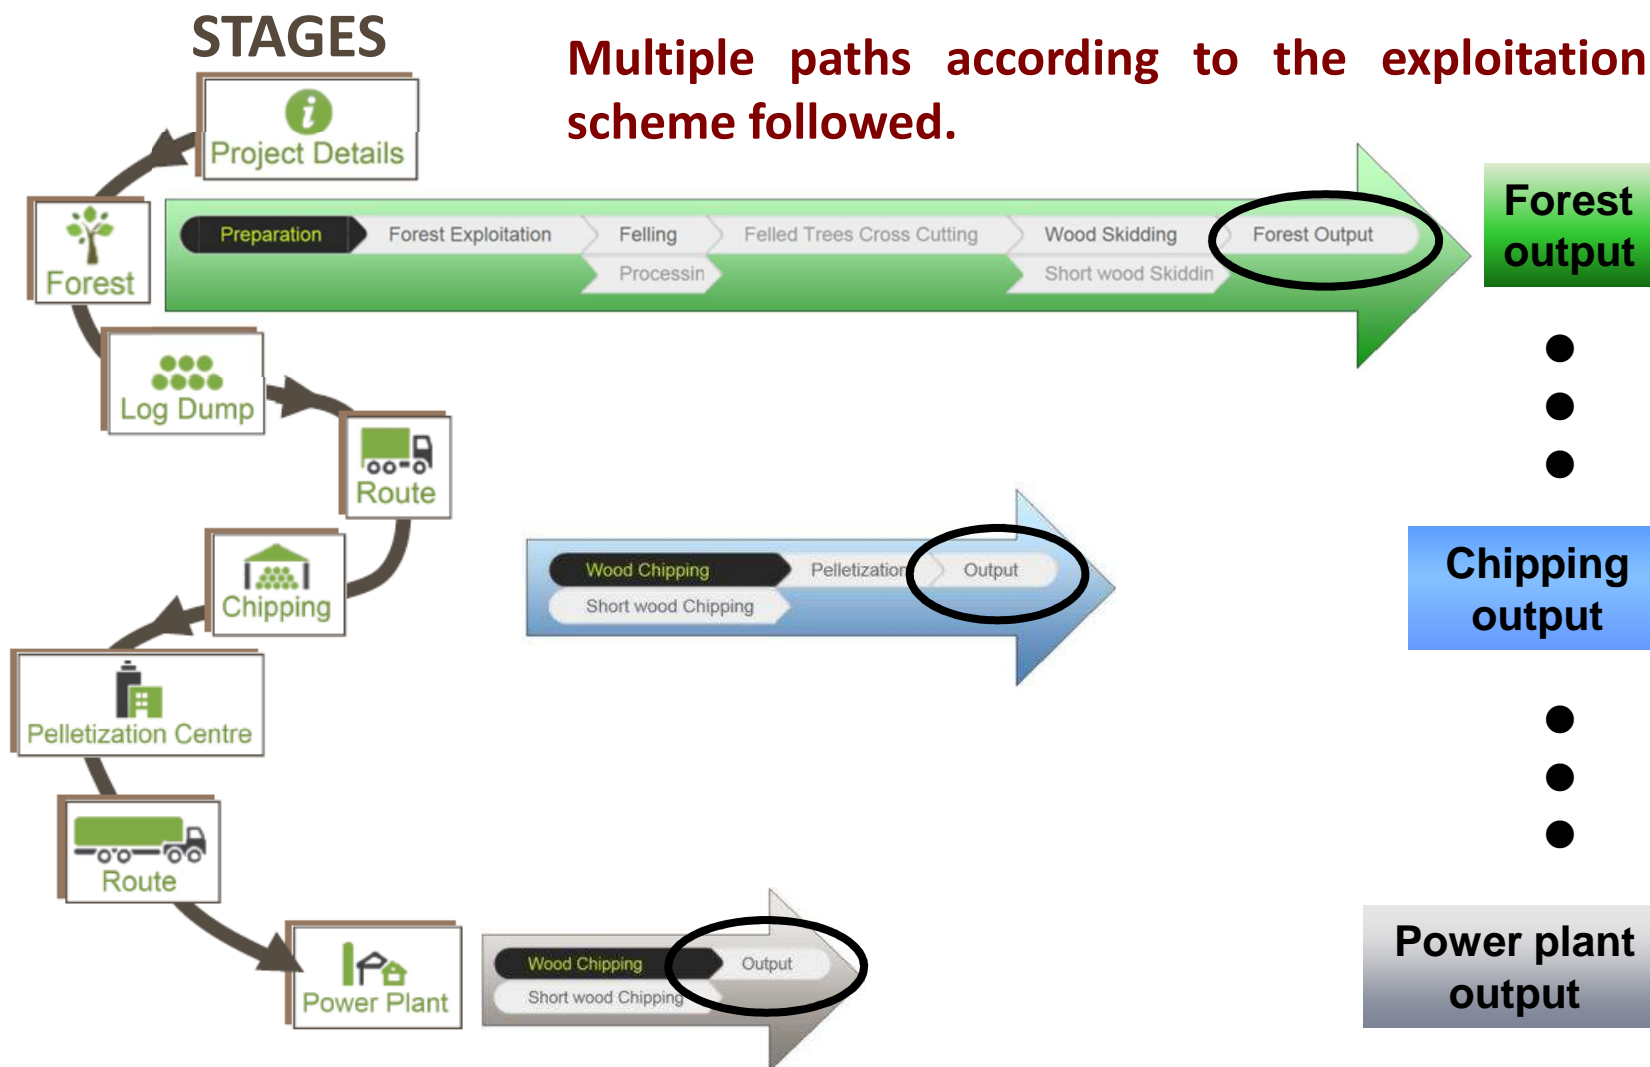 STAGES
Multiple paths according to the exploitation
scheme followed.
Project Details
Forest
Preparation
Forest Exploitation
Felling
Felled Trees Cross Cutting
Wood Skidding
Forest Output
Processin
Short wood Skiddin
Forest
output
Log Dump
Route
Chipping
Wood Chipping
Pelletization
Output
Short wood Chipping
Chipping
output
Pelletization Centre
Route
Power Plant
Wood Chipping
Output
Short wood Chipping
Power plant
output